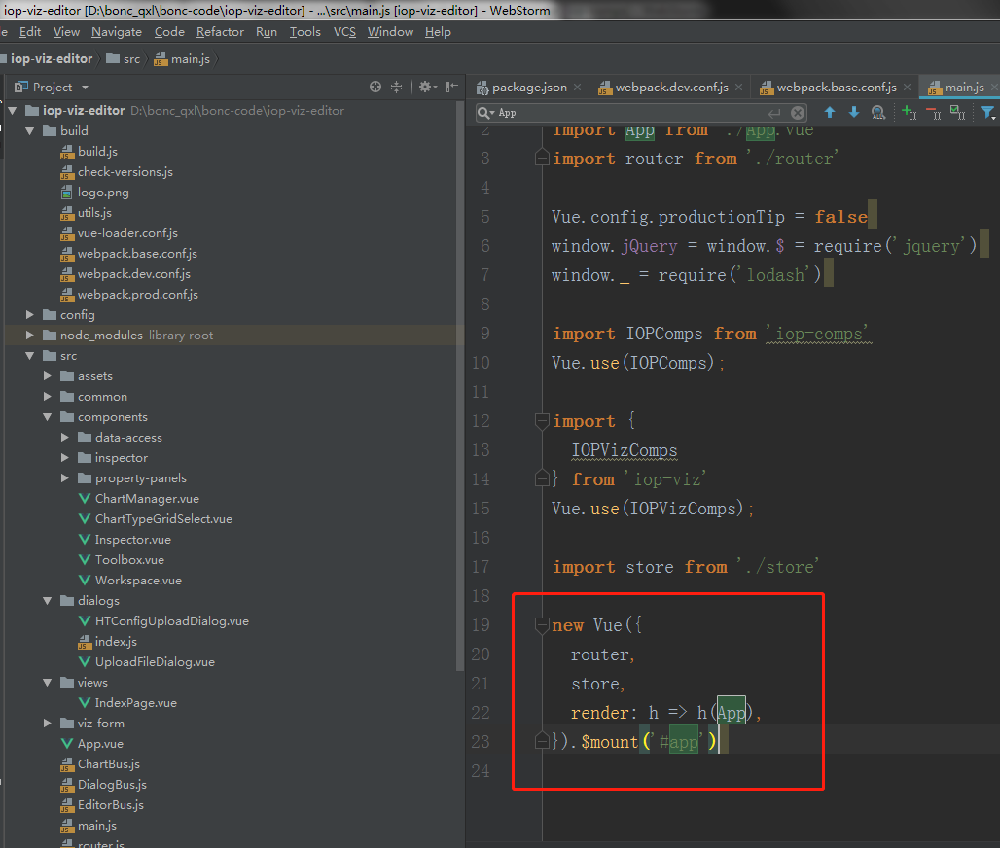 iop-viz-editor [D:\bonc_qxl\bonc-code\iop-viz-editor] - ...\src\main.js [iop-viz-editor] - WebStorm
e Edit View Navigate Code Refactor Run Tools VCS Window Help
iop-viz-editor src main.js
Project
package.json webpack.dev.conf.js webpack.base.conf.js main.js
App
iop-viz-editor D:\bonc_qxl\bonc-code\iop-viz-editor
build
build.js
check-versions.js
logo.png
utils.js
vue-loader.conf.js
webpack.base.conf.js
webpack.dev.conf.js
webpack.prod.conf.js
config
node_modules library root
src
assets
common
components
data-access
inspector
property-panels
ChartManager.vue
ChartTypeGridSelect.vue
Inspector.vue
Toolbox.vue
Workspace.vue
dialogs
HTConfigUploadDialog.vue
index.js
UploadFileDialog.vue
views
IndexPage.vue
viz-form
App.vue
ChartBus.js
DialogBus.js
EditorBus.js
main.js
router.js
2 import App from './App.vue
3 import router from './router'
4
5 Vue.config.productionTip = false
6 window.jQuery = window.$ = require('jquery')
7 window._ = require('lodash')
8
9 import IOPComps from 'iop-comps'
10 Vue.use(IOPComps);
11
12 import {
13 IOPVizComps
14 } from 'iop-viz'
15 Vue.use(IOPVizComps);
16
17 import store from './store'
18
19 new Vue({
20 router,
21 store,
22 render: h => h(App),
23 }).$mount('#app')
24